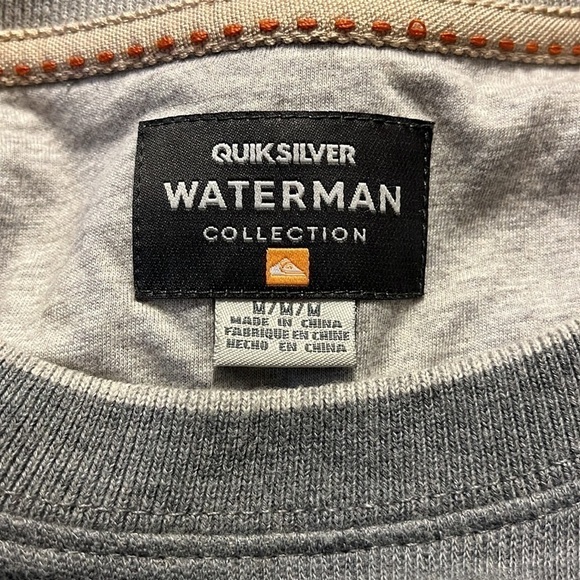 QUIKSILVER
WATERMAN
COLLECTION
M/M/M
MADE IN CHINA
FABRIQUE EN CHINE
HECHO EN CHINA